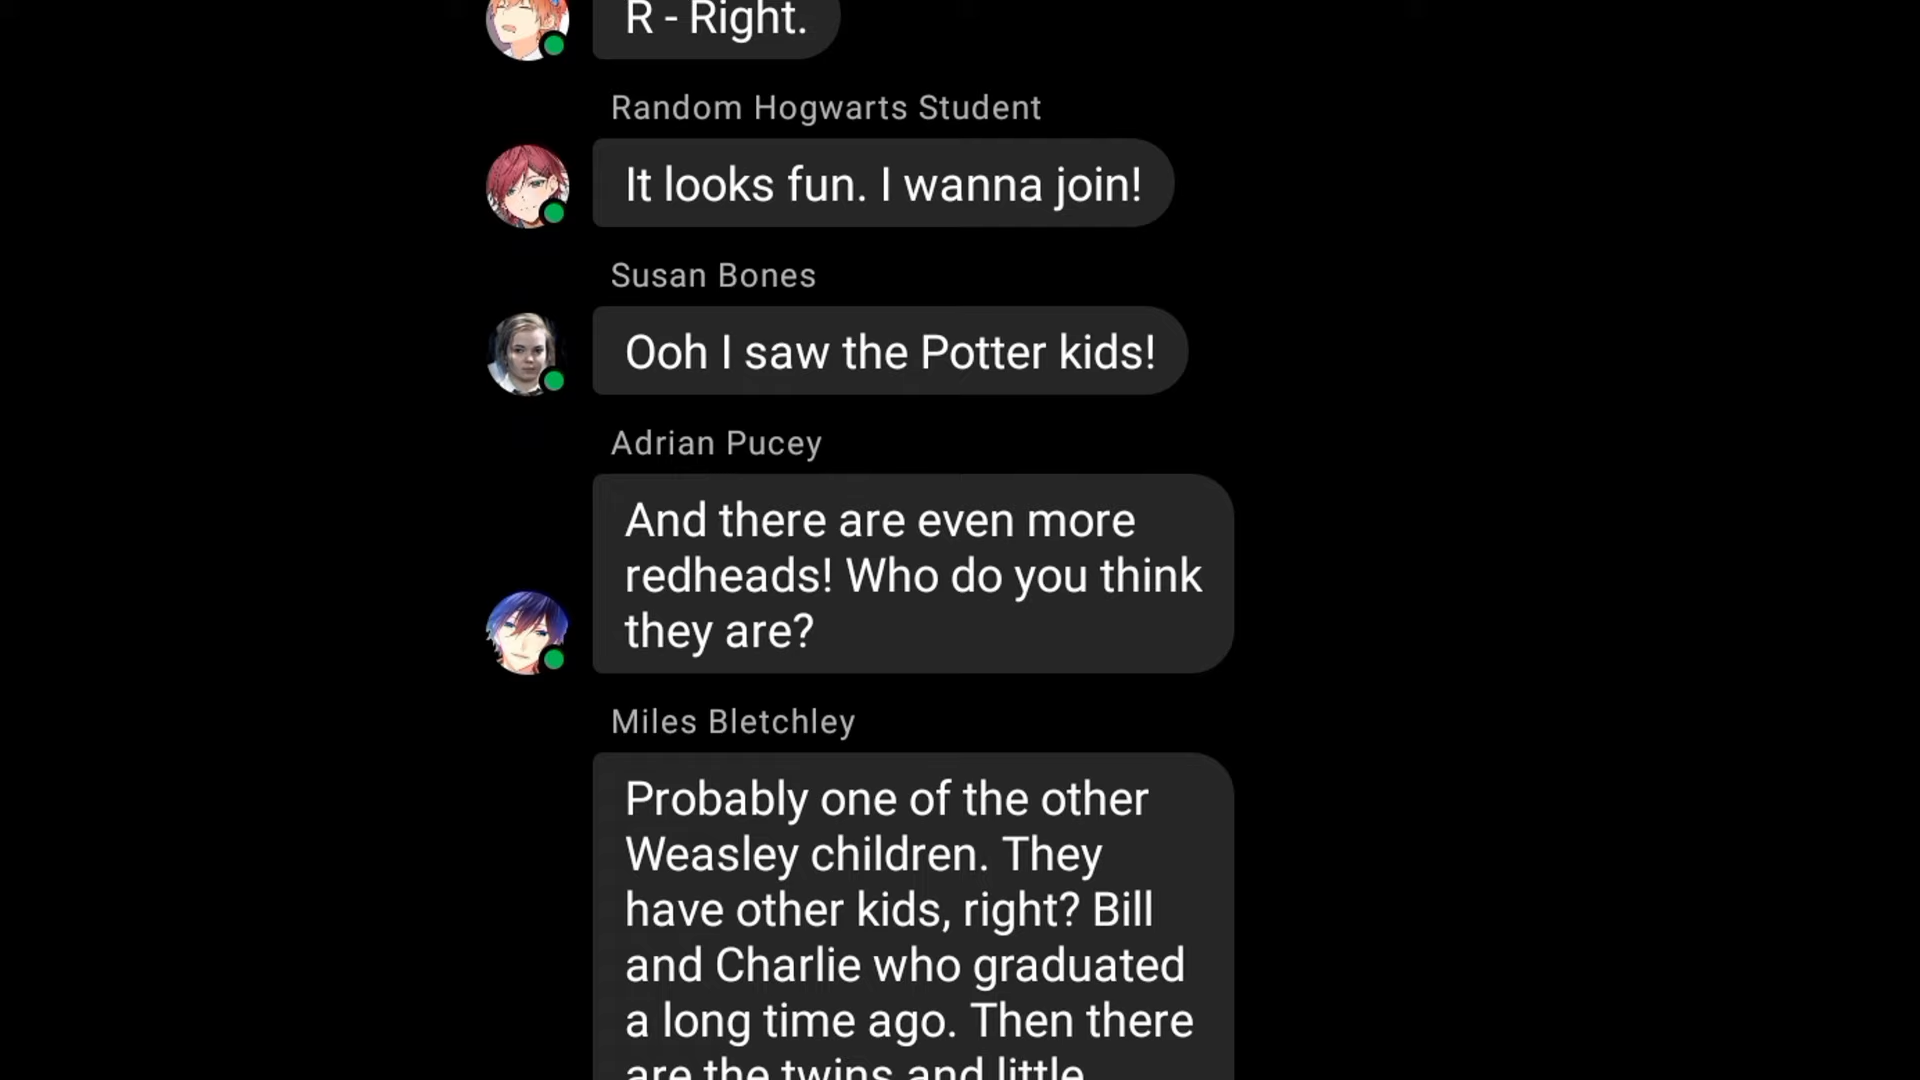 R - Right.
Random Hogwarts Student
It looks fun. I wanna join!
Susan Bones
Ooh I saw the Potter kids!
Adrian Pucey
And there are even more
redheads! Who do you think
they are?
Miles Bletchley
Probably one of the other
Weasley children. They
have other kids, right? Bill
and Charlie who graduated
a long time ago. Then there
are the twins and little